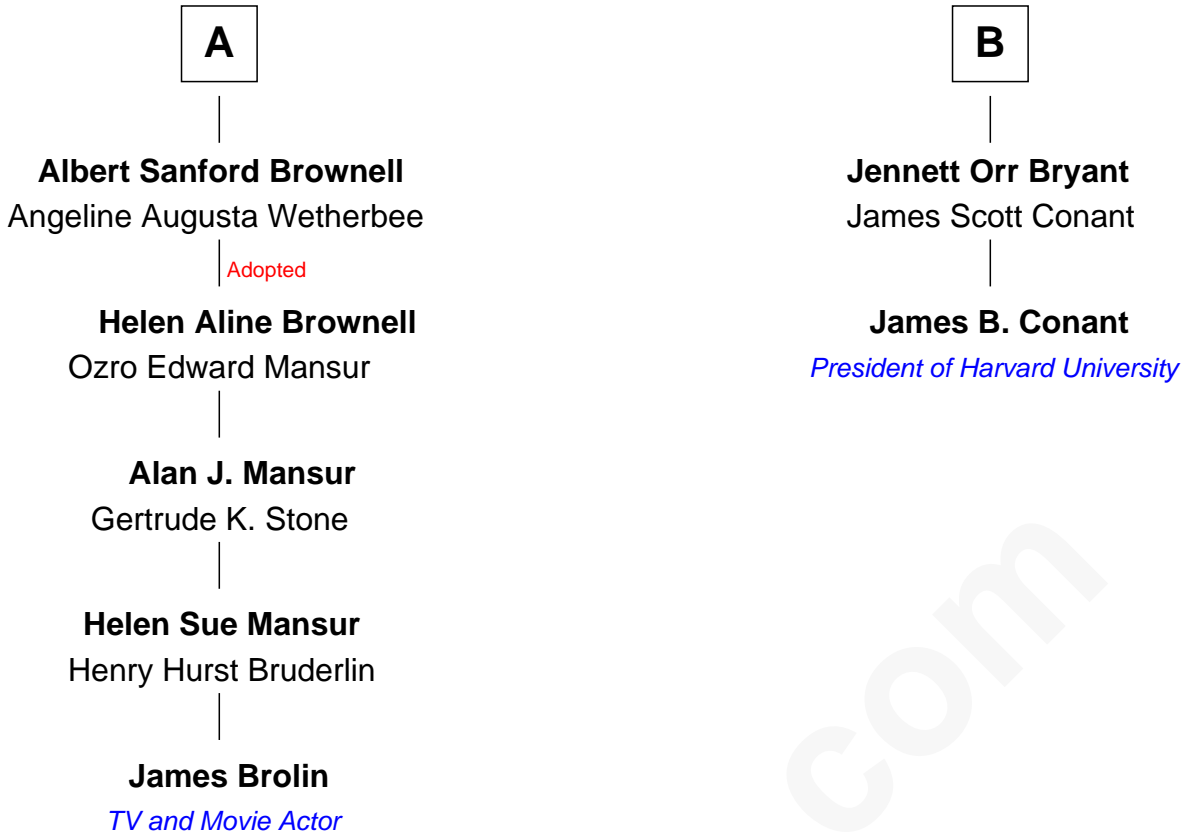 A
Albert Sanford Brownell
Angeline Augusta Wetherbee
Adopted
Helen Aline Brownell
Ozro Edward Mansur
Alan J. Mansur
Gertrude K. Stone
Helen Sue Mansur
Henry Hurst Bruderlin
James Brolin
TV and Movie Actor
B
Jennett Orr Bryant
James Scott Conant
James B. Conant
President of Harvard University
com